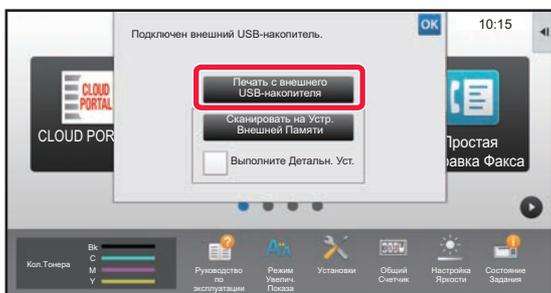 10:15
Подключен внешний USB-накопитель.
OK
Печать с внешнего
USB-накопителя
Сканировать на Устр.
Внешней Памяти
Выполните Детальн. Уст.
CLOUD
PORTAL
CLOUD POR
Простая
равка Факса
Кол.Тонера
Bk
C
M
Y
Руководство
по
эксплуатации
Режим
Увелич.
Показа
Установки
Общий
Счетчик
Настройка
Яркости
Состояние
Задания